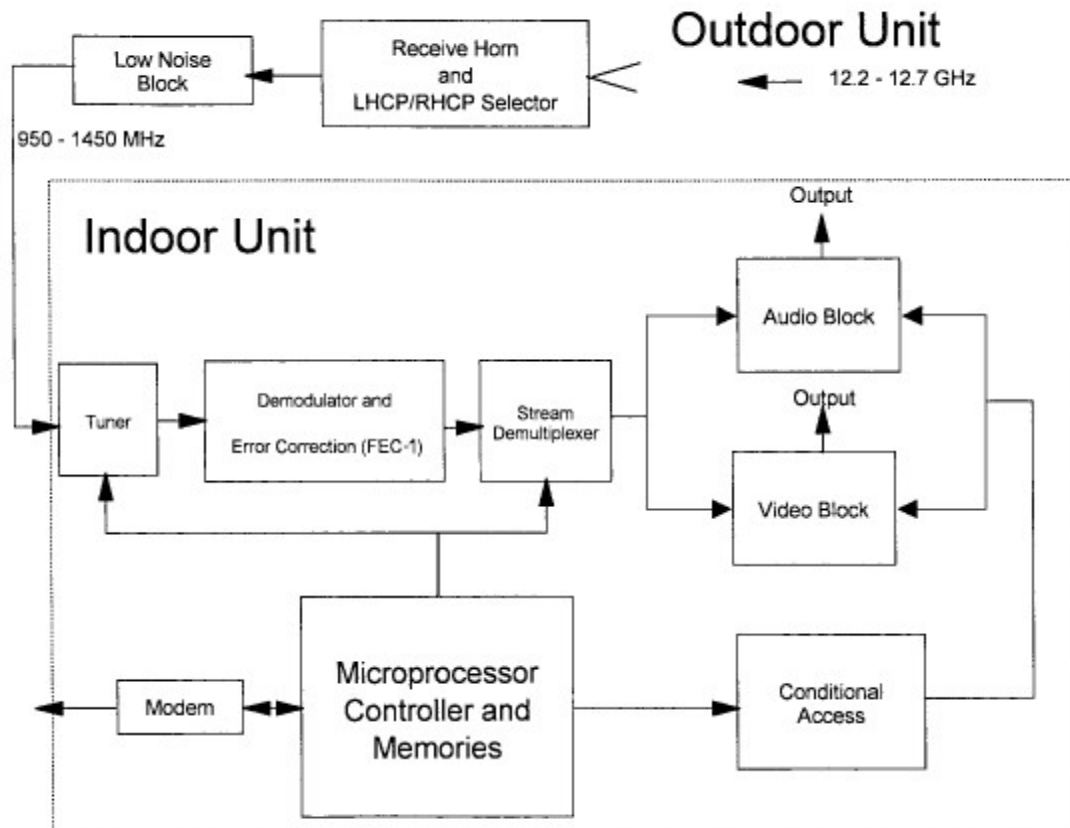 Outdoor Unit
Low Noise
Block
Receive Horn
and
LHCP/RHCP Selector
12.2 - 12.7 GHz
950 - 1450 MHz
Indoor Unit
Output
Audio Block
Tuner
Demodulator and
Error Correction (FEC-1)
Stream
Demultiplexer
Output
Video Block
Microprocessor
Controller and
Memories
Modem
Conditional
Access